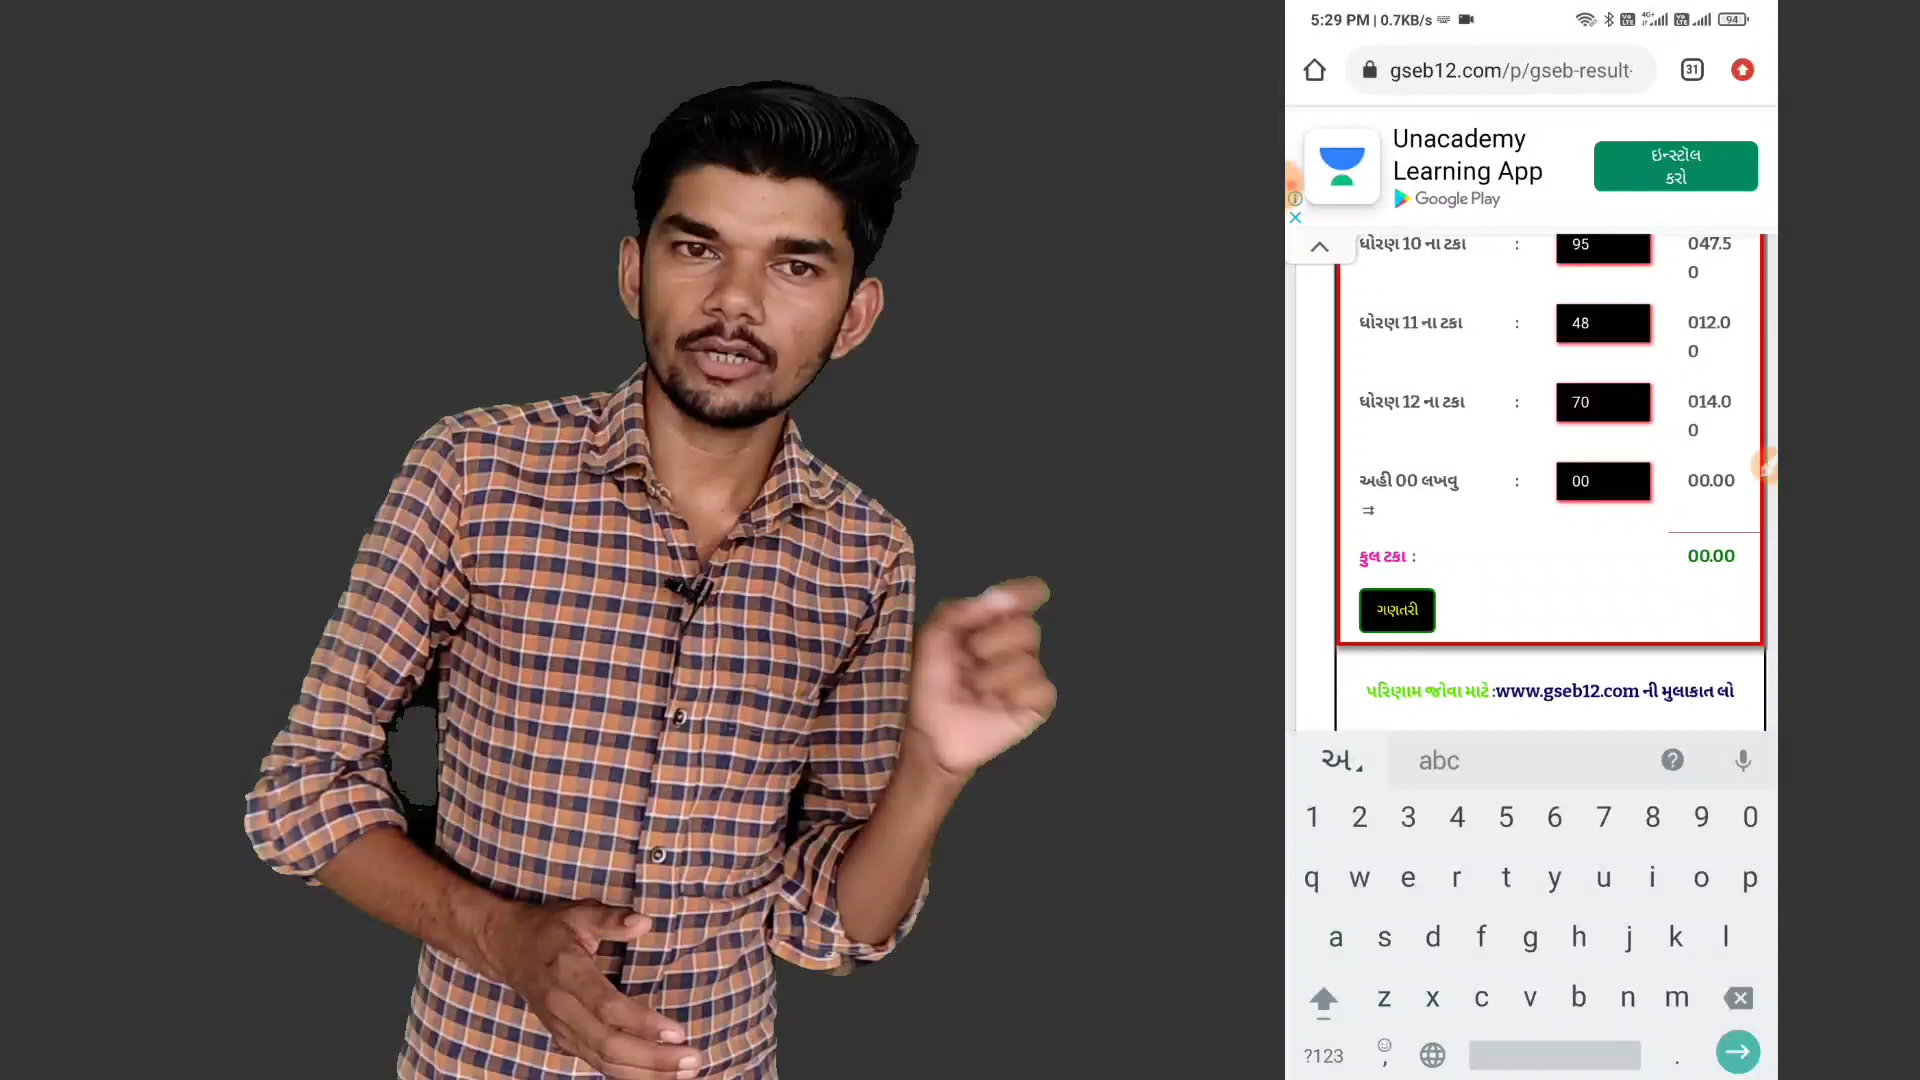 5:29 PM | 0.7KB/s
4G+
94
gseb12.com/p/gseb-result-
31
Unacademy
Learning App
Google Play
ઇન્સ્ટૉલ
કરો
ધોરણ 10 ના ટકા : 95 047.5
0
ધોરણ 11 ના ટકા : 48 012.0
0
ધોરણ 12 ના ટકા : 70 014.0
0
અહી 00 લખવુ : 00 00.00
⇉
કુલ ટકા : 00.00
ગણતરી
પરિણામ જોવા માટે :www.gseb12.com ની મુલાકાત લો
અ abc
1 2 3 4 5 6 7 8 9 0
q w e r t y u i o p
a s d f g h j k l
z x c v b n m
?123 , .